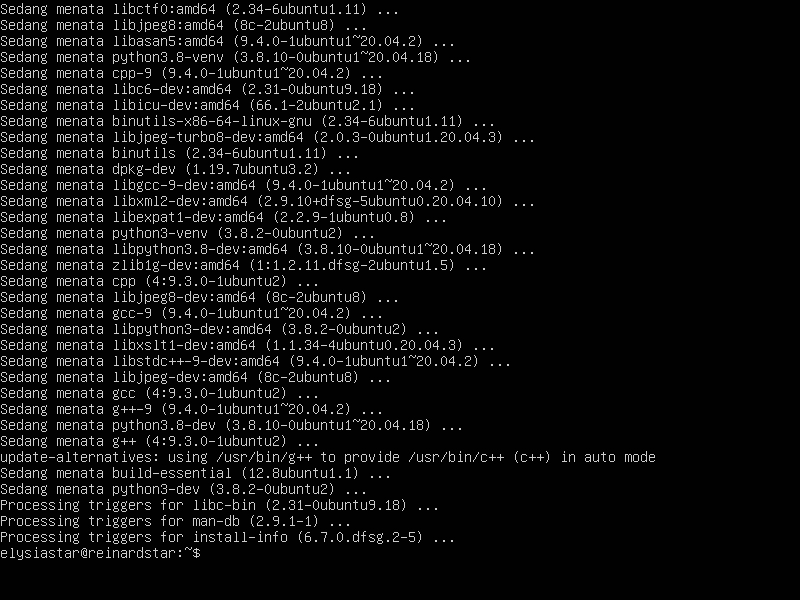 Sedang menata libctf0:amd64 (2.34-6ubuntu1.11) ...
Sedang menata libjpeg8:amd64 (8c-2ubuntu8) ...
Sedang menata libasan5:amd64 (9.4.0-1ubuntu1~20.04.2) ...
Sedang menata python3.8-venv (3.8.10-0ubuntu1~20.04.18) ...
Sedang menata cpp-9 (9.4.0-1ubuntu1~20.04.2) ...
Sedang menata libc6-dev:amd64 (2.31-0ubuntu9.18) ...
Sedang menata libicu-dev:amd64 (66.1-2ubuntu2.1) ...
Sedang menata binutils-x86-64-linux-gnu (2.34-6ubuntu1.11) ...
Sedang menata libjpeg-turbo8-dev:amd64 (2.0.3-0ubuntu1.20.04.3) ...
Sedang menata binutils (2.34-6ubuntu1.11) ...
Sedang menata dpkg-dev (1.19.7ubuntu3.2) ...
Sedang menata libgcc-9-dev:amd64 (9.4.0-1ubuntu1~20.04.2) ...
Sedang menata libxml2-dev:amd64 (2.9.10+dfsg-5ubuntu0.20.04.10) ...
Sedang menata libexpat1-dev:amd64 (2.2.9-1ubuntu0.8) ...
Sedang menata python3-venv (3.8.2-0ubuntu2) ...
Sedang menata libpython3.8-dev:amd64 (3.8.10-0ubuntu1~20.04.18) ...
Sedang menata zlib1g-dev:amd64 (1:1.2.11.dfsg-2ubuntu1.5) ...
Sedang menata cpp (4:9.3.0-1ubuntu2) ...
Sedang menata libjpeg8-dev:amd64 (8c-2ubuntu8) ...
Sedang menata gcc-9 (9.4.0-1ubuntu1~20.04.2) ...
Sedang menata libpython3-dev:amd64 (3.8.2-0ubuntu2) ...
Sedang menata libxslt1-dev:amd64 (1.1.34-4ubuntu0.20.04.3) ...
Sedang menata libstdc++-9-dev:amd64 (9.4.0-1ubuntu1~20.04.2) ...
Sedang menata libjpeg-dev:amd64 (8c-2ubuntu8) ...
Sedang menata gcc (4:9.3.0-1ubuntu2) ...
Sedang menata g++-9 (9.4.0-1ubuntu1~20.04.2) ...
Sedang menata python3.8-dev (3.8.10-0ubuntu1~20.04.18) ...
Sedang menata g++ (4:9.3.0-1ubuntu2) ...
update-alternatives: using /usr/bin/g++ to provide /usr/bin/c++ (c++) in auto mode
Sedang menata build-essential (12.8ubuntu1.1) ...
Sedang menata python3-dev (3.8.2-0ubuntu2) ...
Processing triggers for libc-bin (2.31-0ubuntu9.18) ...
Processing triggers for man-db (2.9.1-1) ...
Processing triggers for install-info (6.7.0.dfsg.2-5) ...
elysiastar@reinardstar:~$